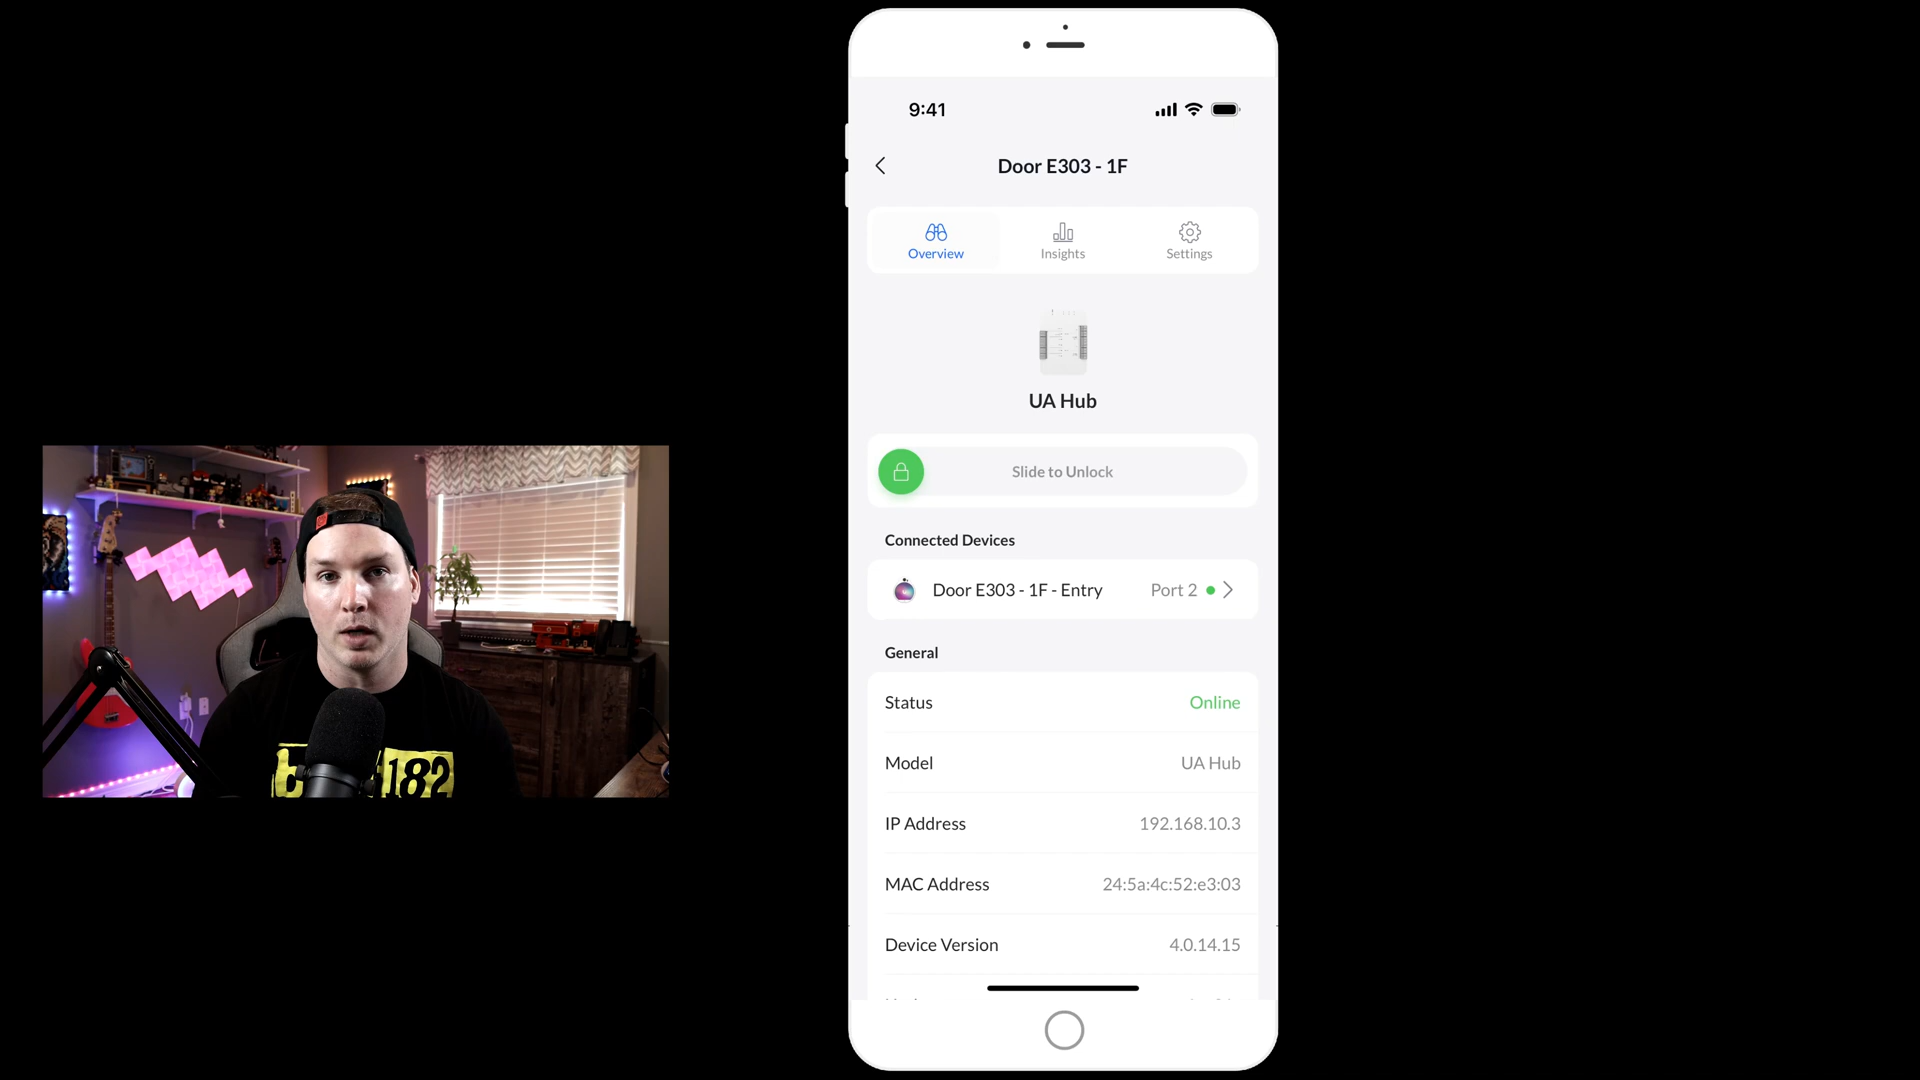 9:41
Door E303 - 1F
Overview
Insights
Settings
UA Hub
Slide to Unlock
Connected Devices
Door E303 - 1F - Entry
Port 2
General
Status
Online
Model
UA Hub
IP Address
192.168.10.3
MAC Address
24:5a:4c:52:e3:03
Device Version
4.0.14.15
182